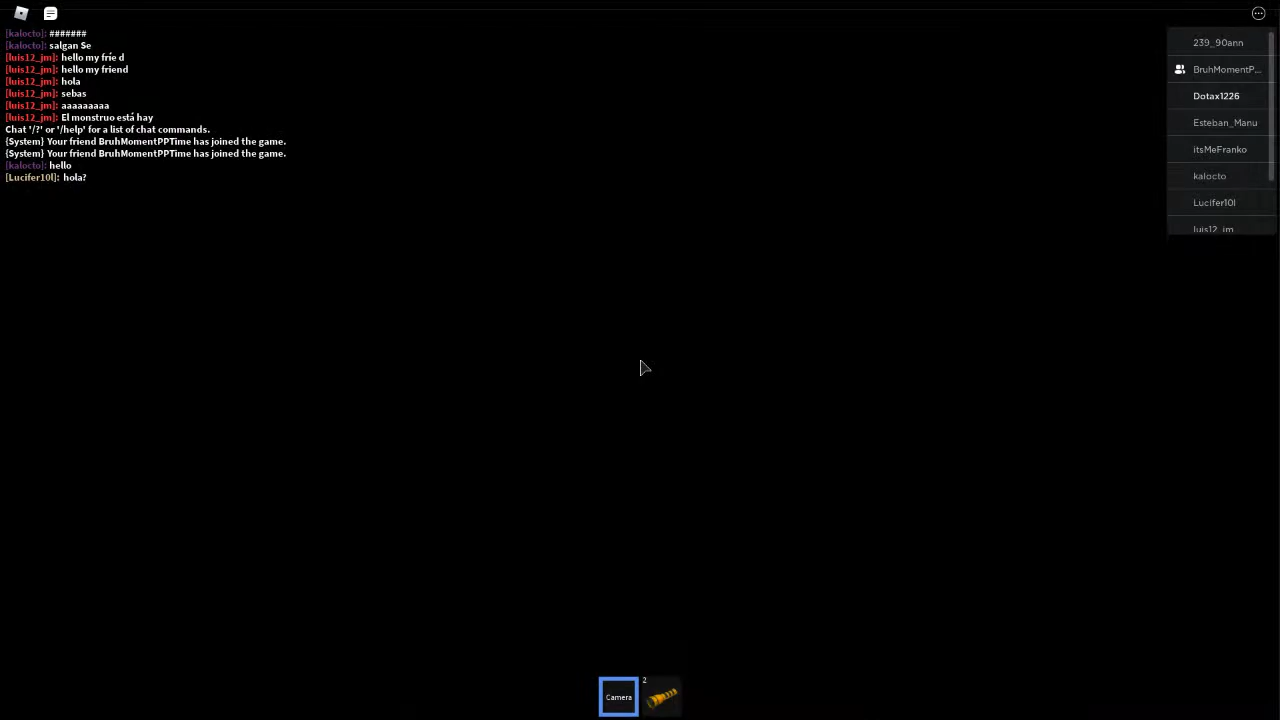 [kalocto]: #######
[kalocto]: salgan Se
[luis12_jm]: hello my fríe d
[luis12_jm]: hello my friend
[luis12_jm]: hola
[luis12_jm]: sebas
[luis12_jm]: aaaaaaaaa
[luis12_jm]: El monstruo está hay
Chat '/?' or '/help' for a list of chat commands.
{System} Your friend BruhMomentPPTime has joined the game.
{System} Your friend BruhMomentPPTime has joined the game.
[kalocto]: hello
[Lucifer10l]: hola?
239_90ann
BruhMomentP...
Dotax1226
Esteban_Manu
itsMeFranko
kalocto
Lucifer10l
luis12_jm
Camera
2